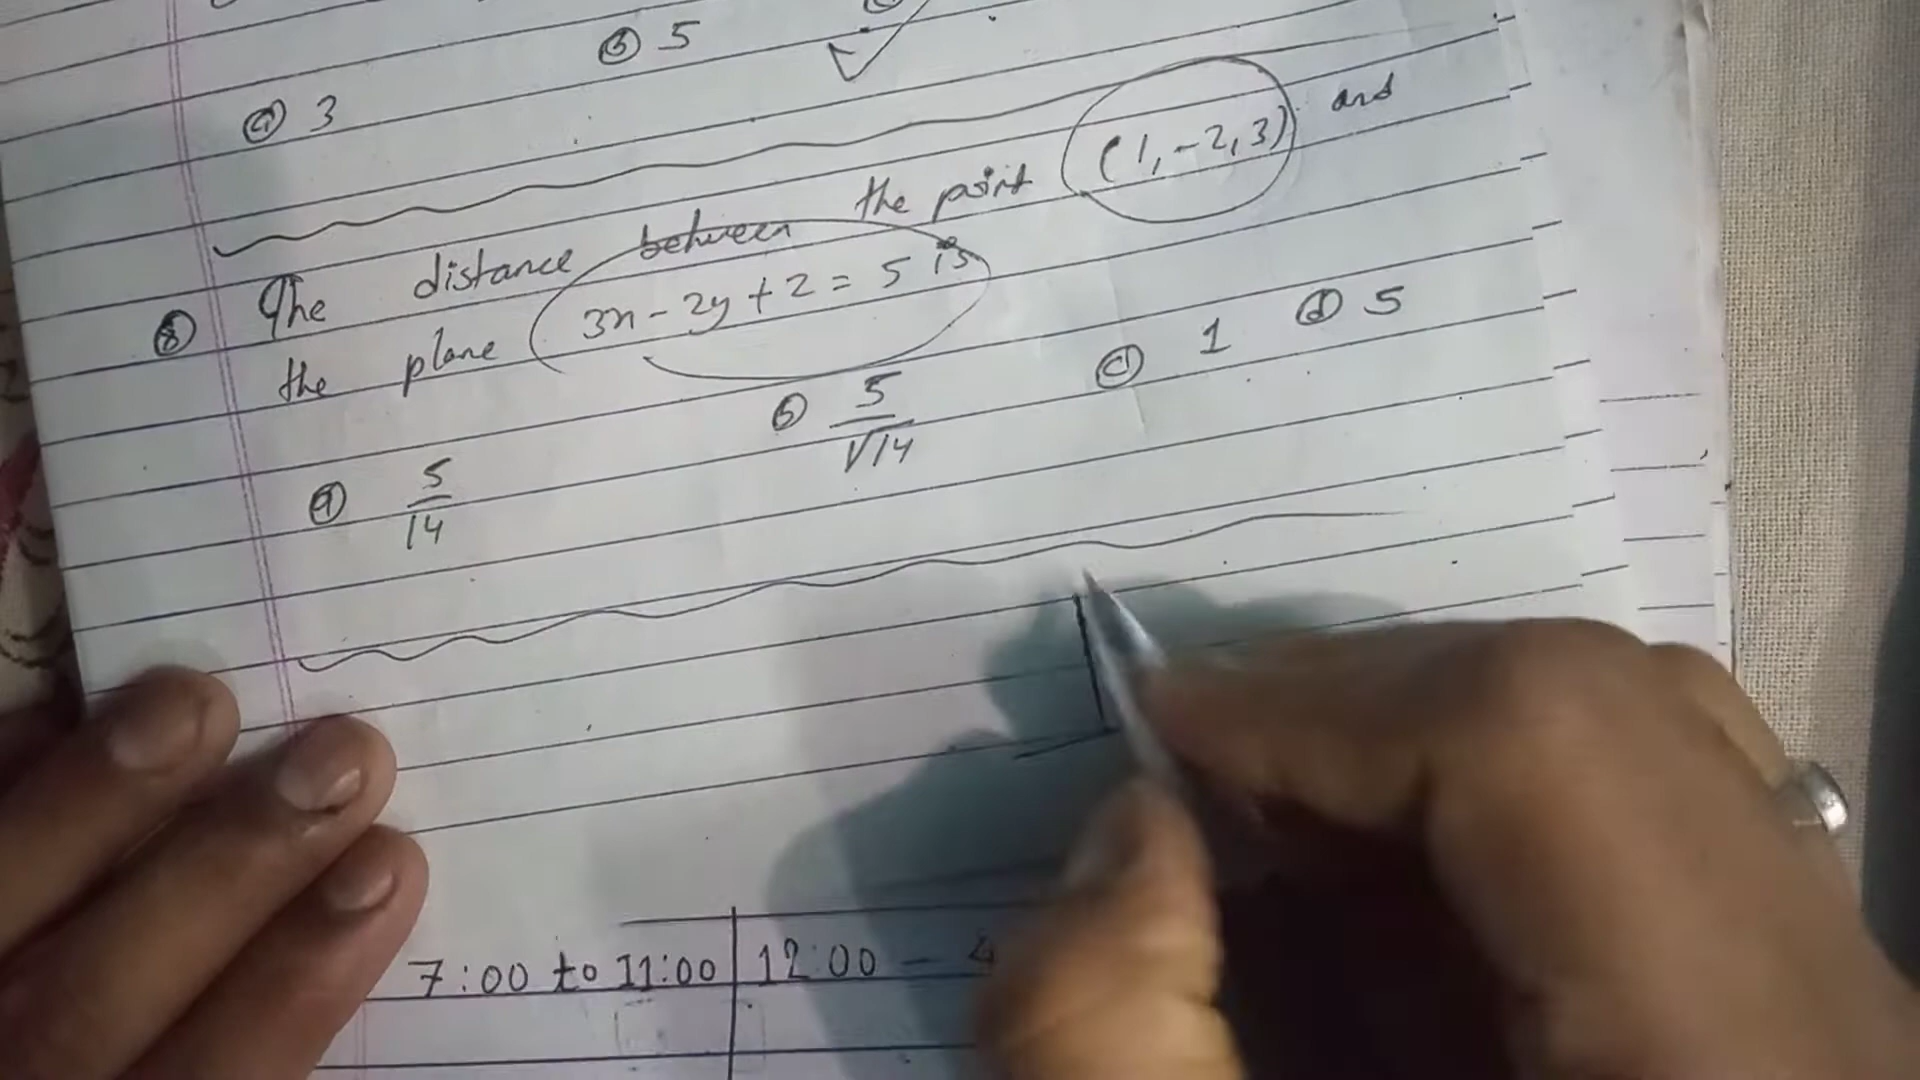 ⓑ 5
ⓐ 3
⑧ The distance between the point (1,-2,3) and
the plane 3x - 2y + z = 5 is
ⓐ 5/14 ⓑ 5/√14 ⓒ 1 ⓓ 5
7:00 to 11:00 12:00 - 4